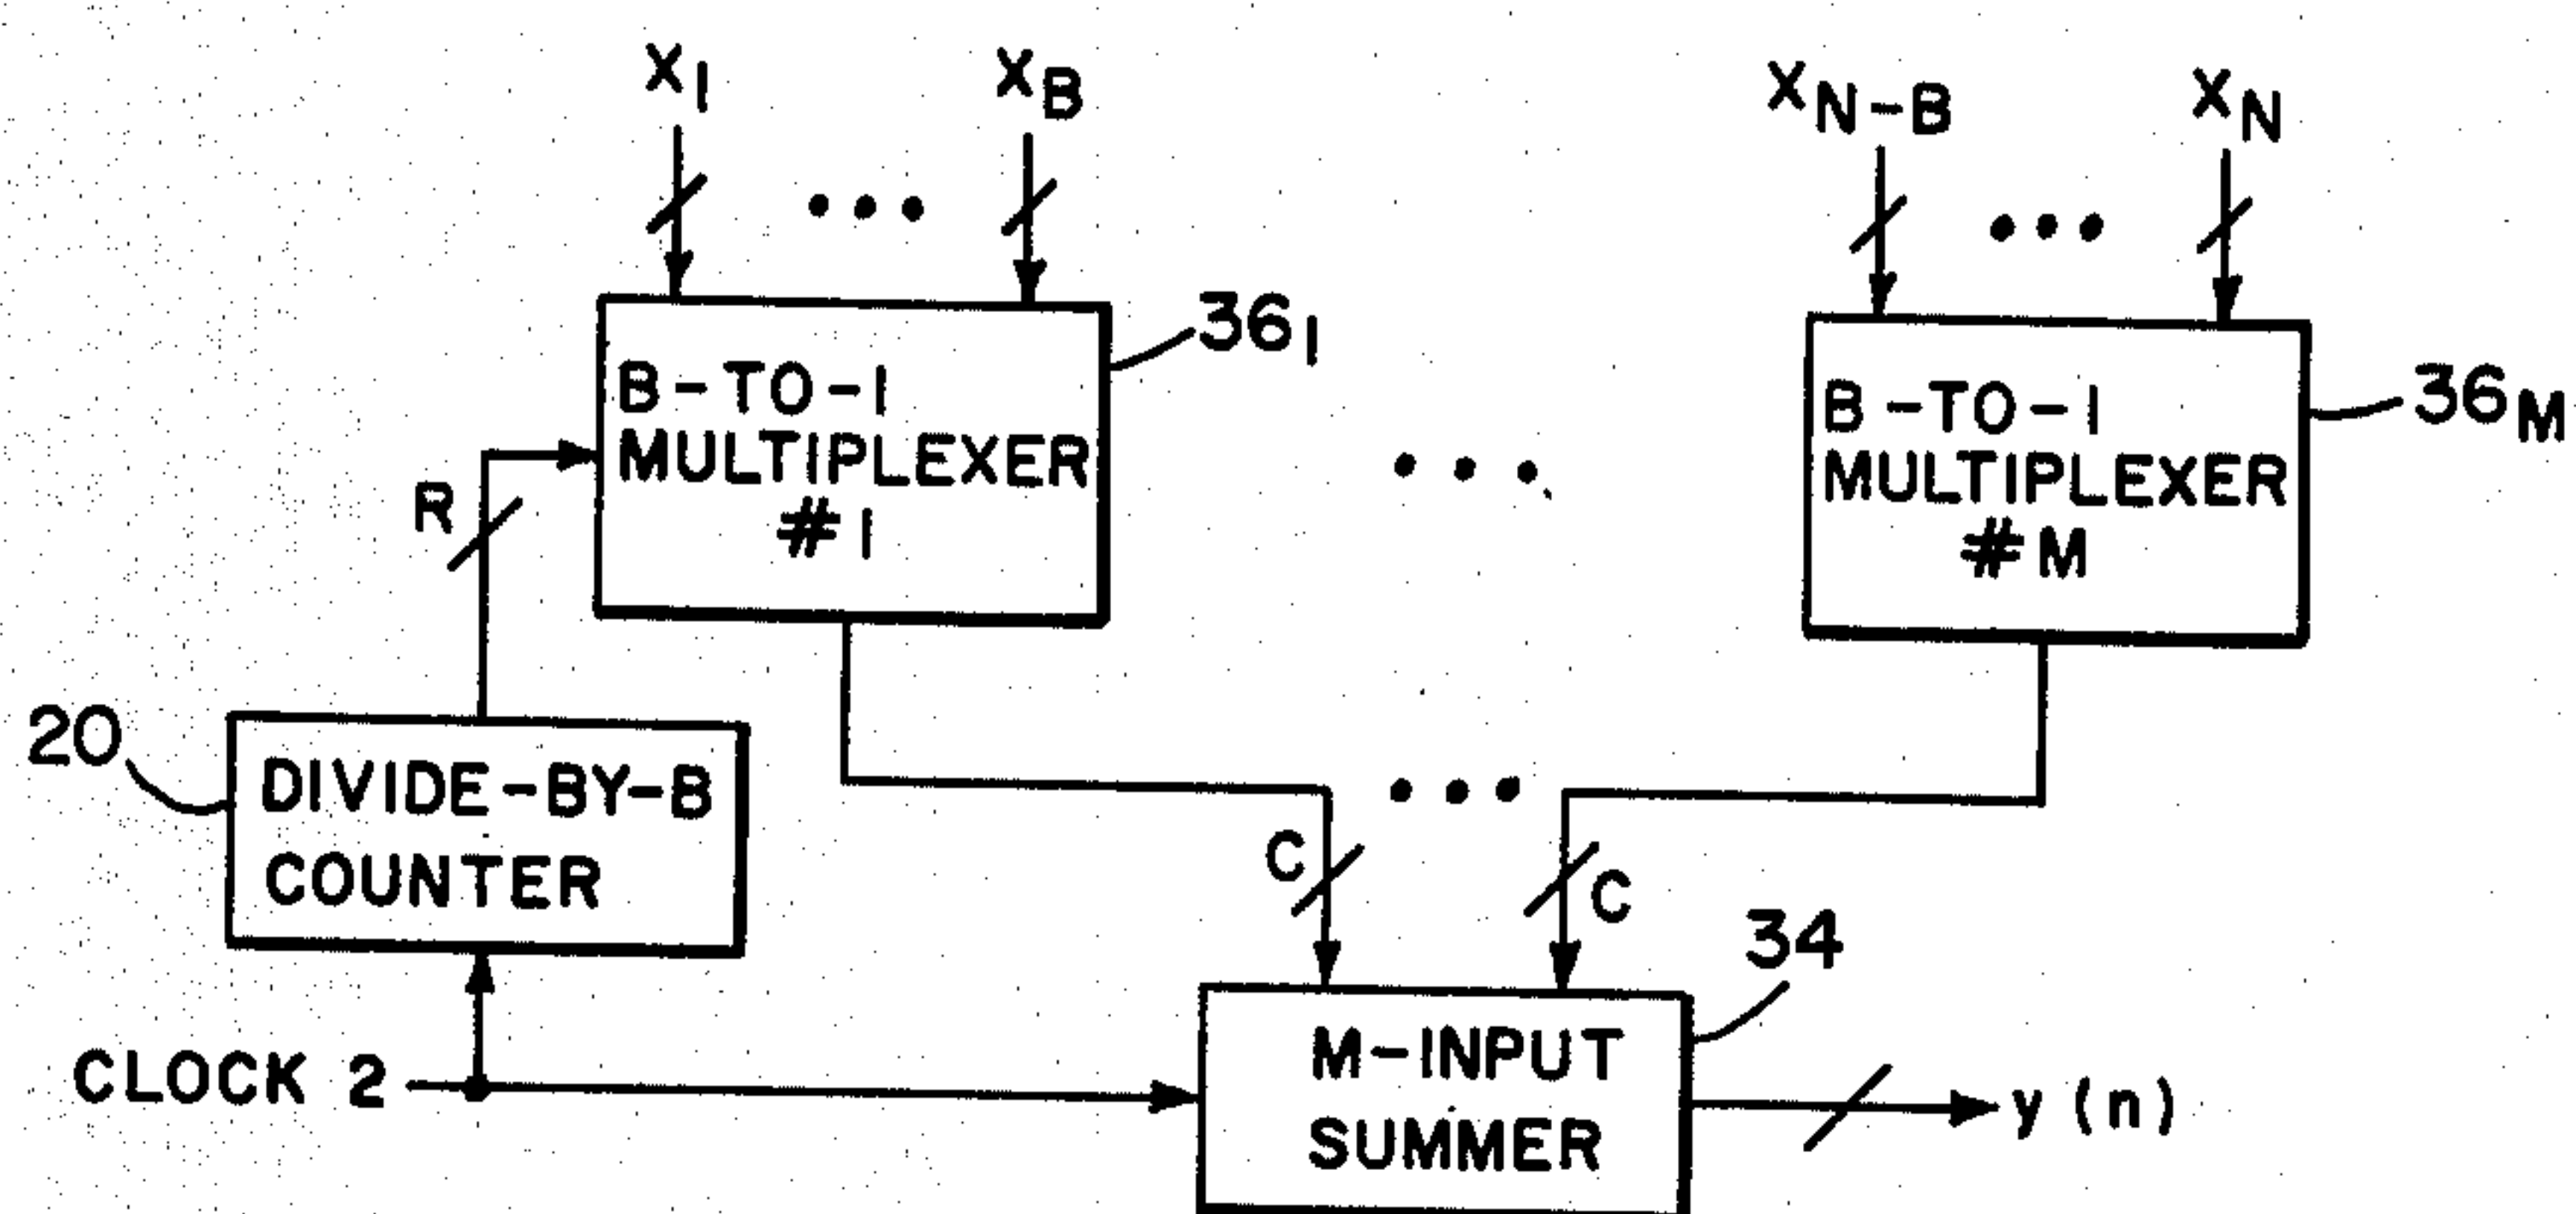 X1 XB XN-B XN
361
B-TO-1
MULTIPLEXER
#1
36M
B-TO-1
MULTIPLEXER
#M
R
20
DIVIDE-BY-B
COUNTER
C
C
34
CLOCK 2
M-INPUT
SUMMER
y (n)